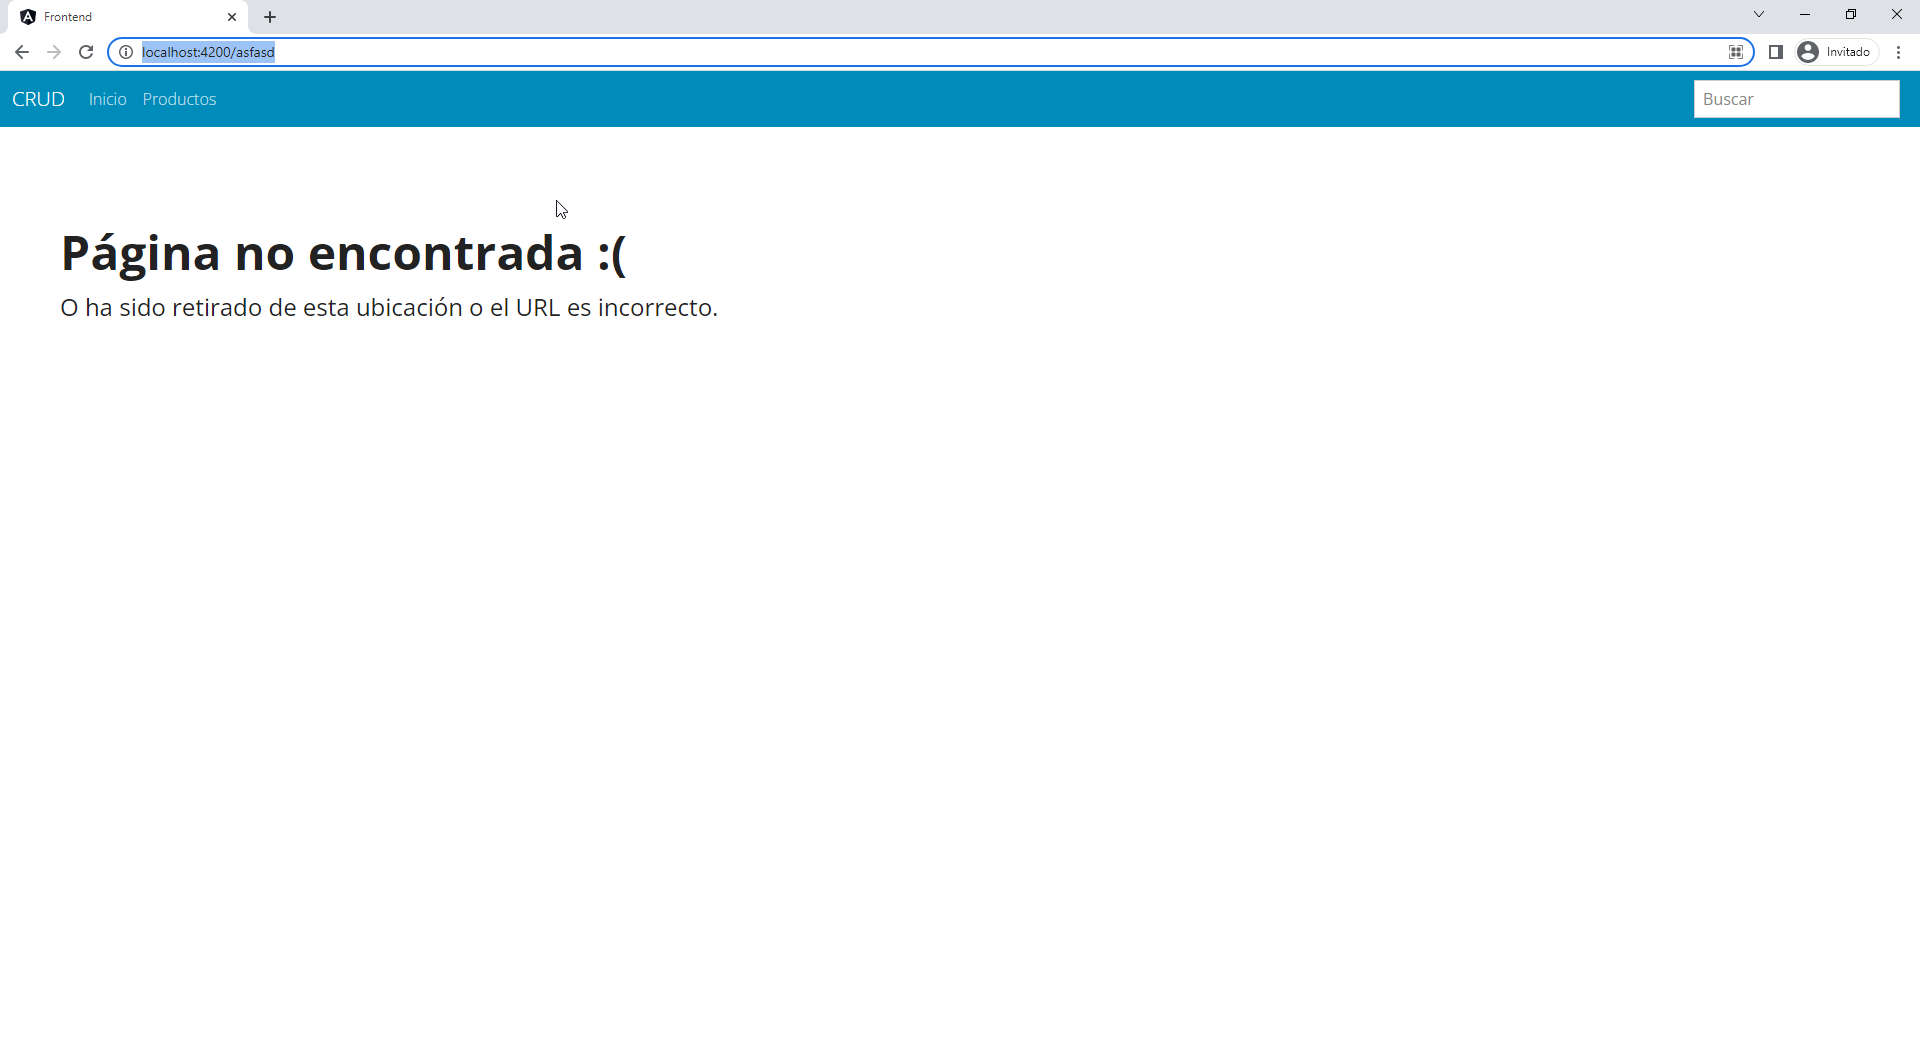 Frontend
localhost:4200/asfasd
Invitado
CRUD Inicio Productos
Buscar
Página no encontrada :(
O ha sido retirado de esta ubicación o el URL es incorrecto.